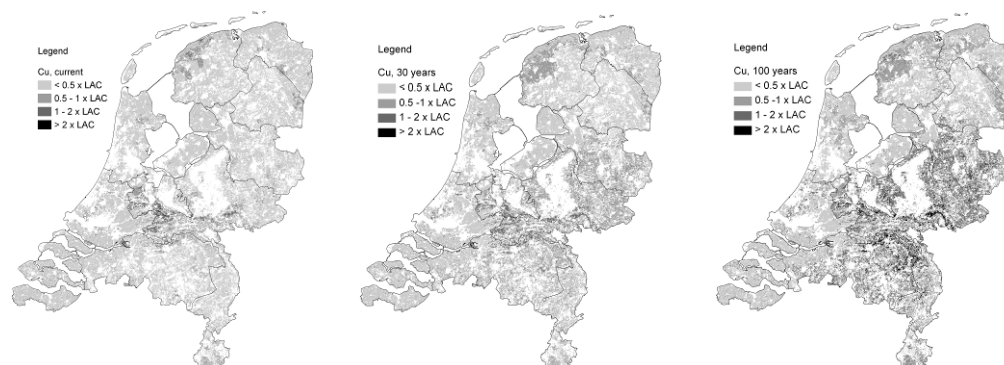 Legend
Cu, current
< 0.5 x LAC
0.5 - 1 x LAC
1 - 2 x LAC
> 2 x LAC
Legend
Cu, 30 years
< 0.5 x LAC
0.5 -1 x LAC
1 - 2 x LAC
> 2 x LAC
Legend
Cu, 100 years
< 0.5 x LAC
0.5 -1 x LAC
1 - 2 x LAC
> 2 x LAC